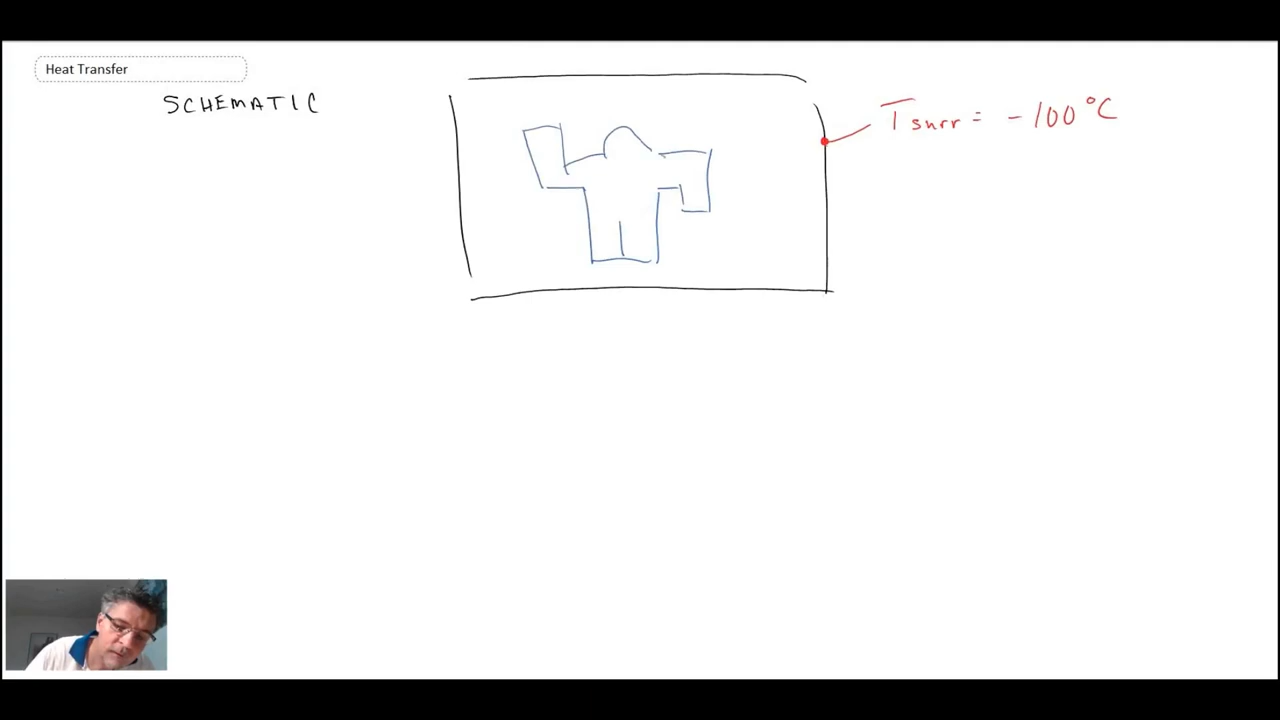 Heat Transfer
SCHEMATIC
Tsurr = -100°C